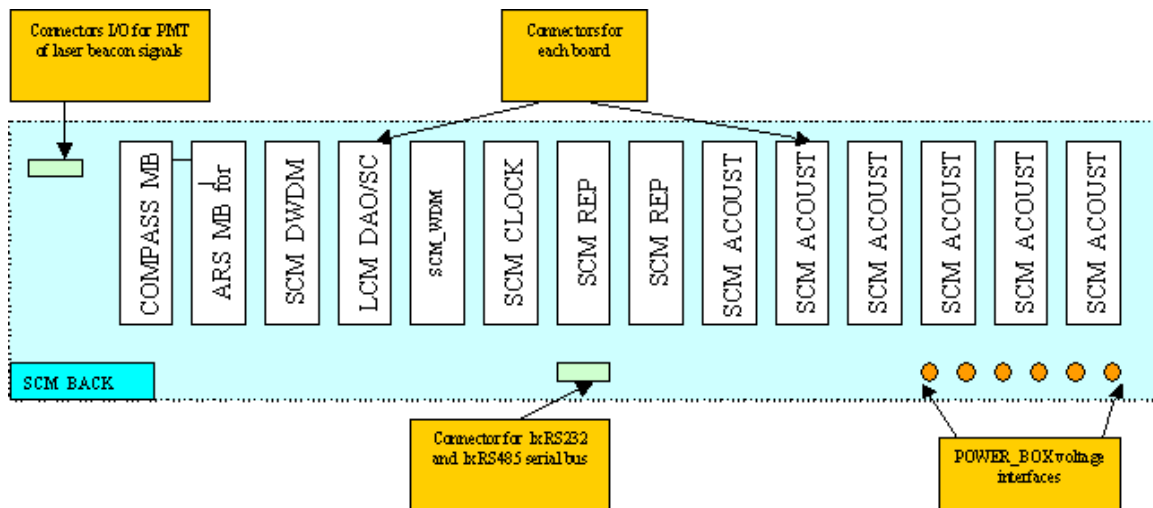 Connectors I/O for PMT
of laser beacon signals
Connectors for
each board
COMPASS MB
ARS MB for
SCM DWDM
LCM DAQ/SC
SCM_WDM
SCM CLOCK
SCM REP
SCM REP
SCM ACOUST
SCM ACOUST
SCM ACOUST
SCM ACOUST
SCM ACOUST
SCM ACOUST
SCM BACK
Connector for 1xRS232
and 1xRS485 serial bus
POWER_BOX voltage
interfaces